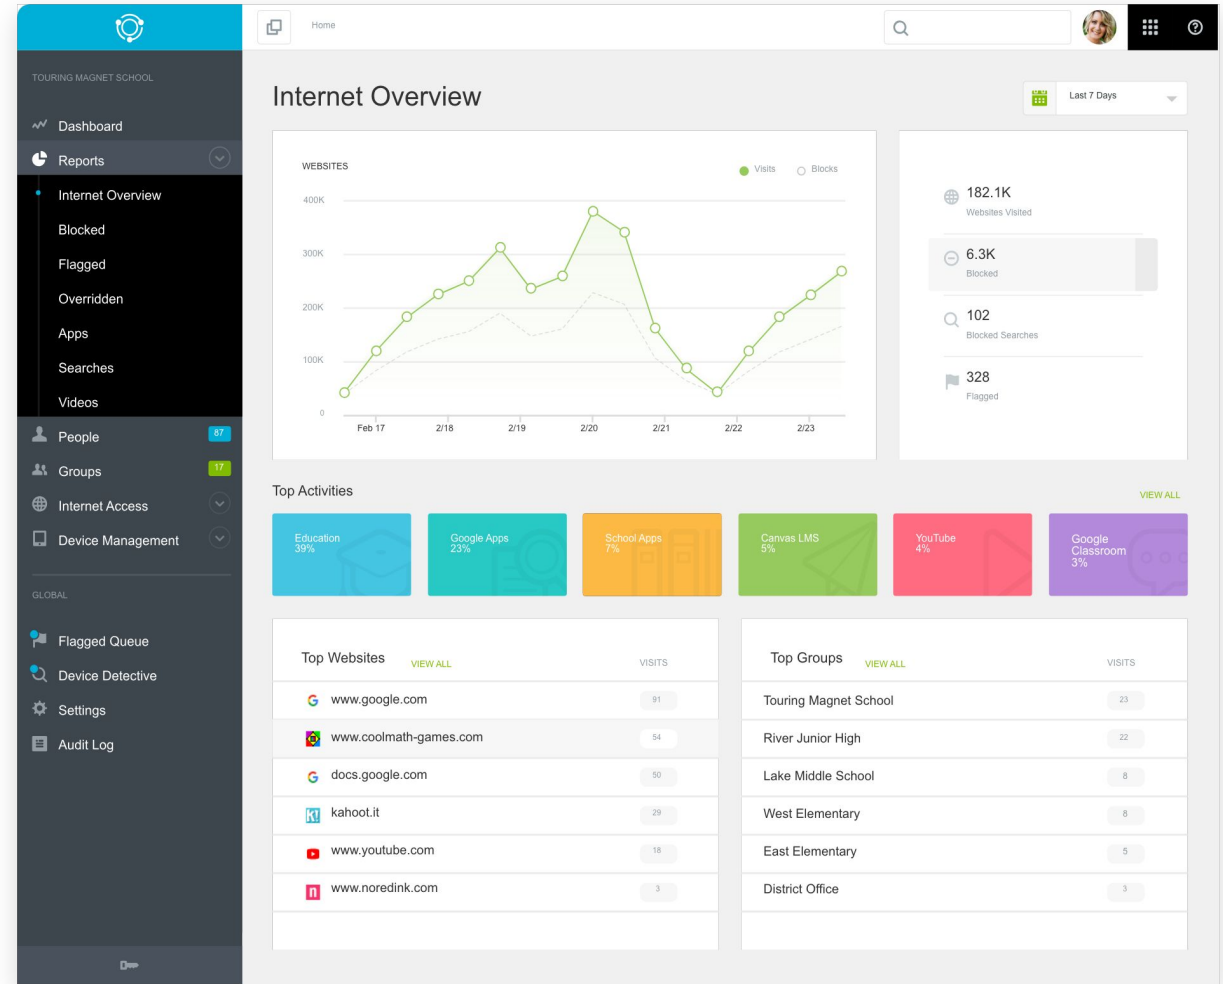 Home
TOURING MAGNET SCHOOL
Dashboard
Reports
Internet Overview
Blocked
Flagged
Overridden
Apps
Searches
Videos
People 87
Groups 17
Internet Access
Device Management
GLOBAL
Flagged Queue
Device Detective
Settings
Audit Log
Internet Overview
Last 7 Days
WEBSITES
Visits Blocks
400K
300K
200K
100K
0
Feb 17 2/18 2/19 2/20 2/21 2/22 2/23
182.1K
Websites Visited
6.3K
Blocked
102
Blocked Searches
328
Flagged
Top Activities VIEW ALL
Education
39%
Google Apps
23%
School Apps
7%
Canvas LMS
5%
YouTube
4%
Google
Classroom
3%
Top Websites VIEW ALL VISITS
www.google.com 91
www.coolmath-games.com 54
docs.google.com 50
K! kahoot.it 29
www.youtube.com 18
n www.noredink.com 3
Top Groups VIEW ALL VISITS
Touring Magnet School 23
River Junior High 22
Lake Middle School 8
West Elementary 8
East Elementary 5
District Office 3